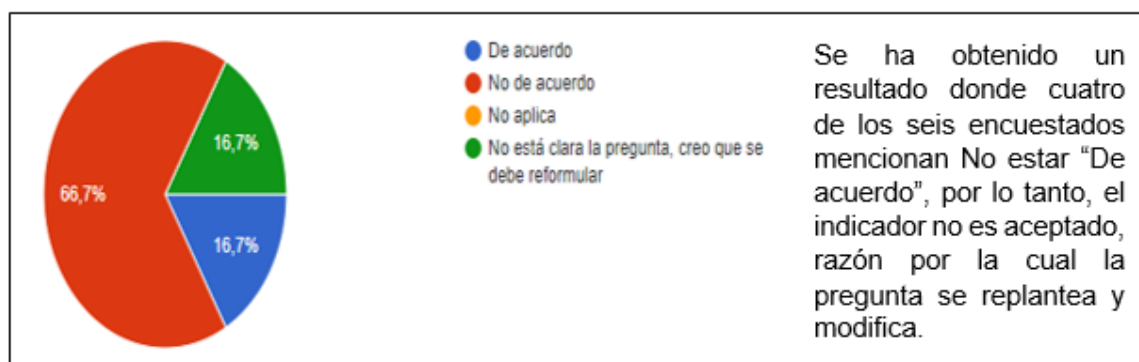 66,7%
16,7%
16,7%
De acuerdo
No de acuerdo
No aplica
No está clara la pregunta, creo que se
debe reformular
Se ha obtenido un
resultado donde cuatro
de los seis encuestados
mencionan No estar “De
acuerdo”, por lo tanto, el
indicador no es aceptado,
razón por la cual la
pregunta se replantea y
modifica.